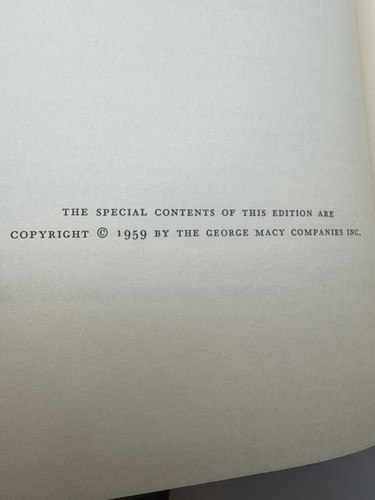 THE SPECIAL CONTENTS OF THIS EDITION ARE
COPYRIGHT © 1959 BY THE GEORGE MACY COMPANIES INC.